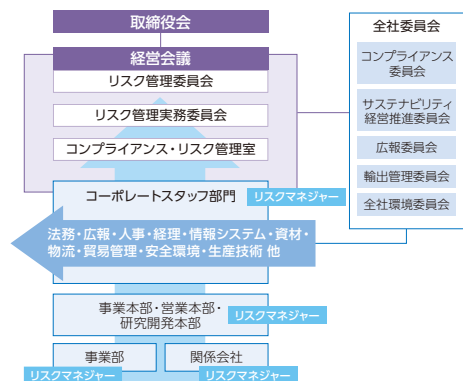 取締役会
経営会議
リスク管理委員会
リスク管理実務委員会
コンプライアンス・リスク管理室
コーポレートスタッフ部門
リスクマネジャー
法務・広報・人事・経理・情報システム・資材・
物流・貿易管理・安全環境・生産技術 他
事業本部・営業本部・
研究開発本部
リスクマネジャー
事業部
関係会社
リスクマネジャー
リスクマネジャー
全社委員会
コンプライアンス
委員会
サステナビリティ
経営推進委員会
広報委員会
輸出管理委員会
全社環境委員会